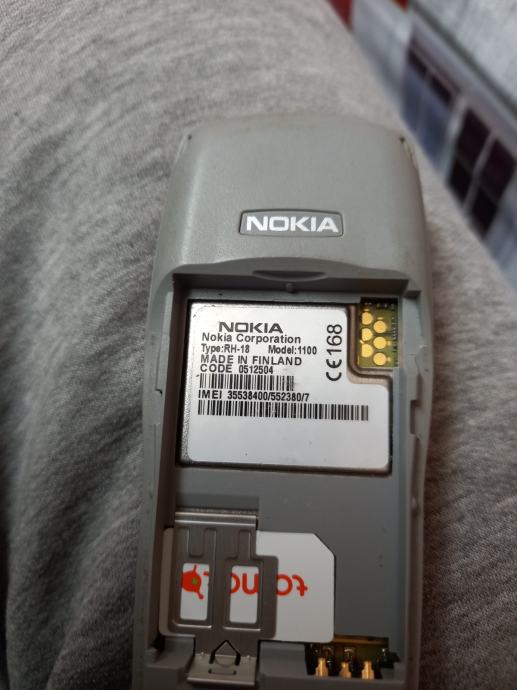 NOKIA
NOKIA
Nokia Corporation
Type:RH-18 Model:1100
MADE IN FINLAND
CODE 0512504
IMEI 35538400/552380/7
CE168